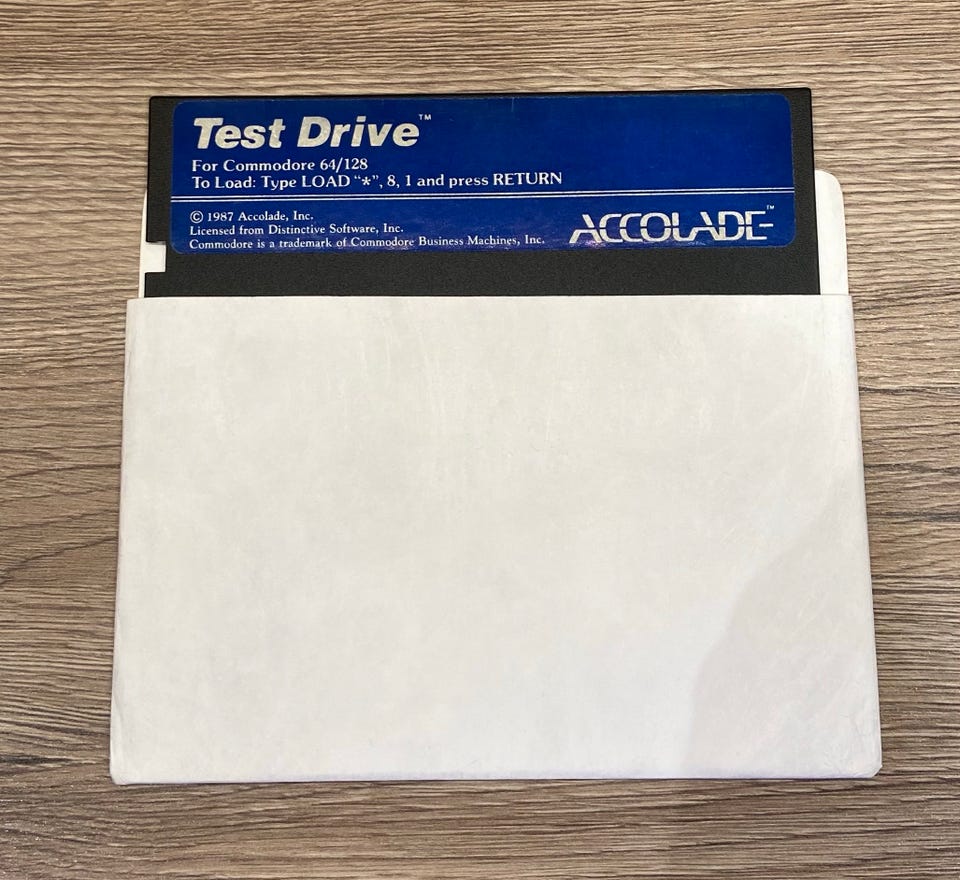 Test Drive™
For Commodore 64/128
To Load: Type LOAD “*”, 8, 1 and press RETURN
© 1987 Accolade, Inc.
Licensed from Distinctive Software, Inc.
Commodore is a trademark of Commodore Business Machines, Inc.
ACCOLADE™